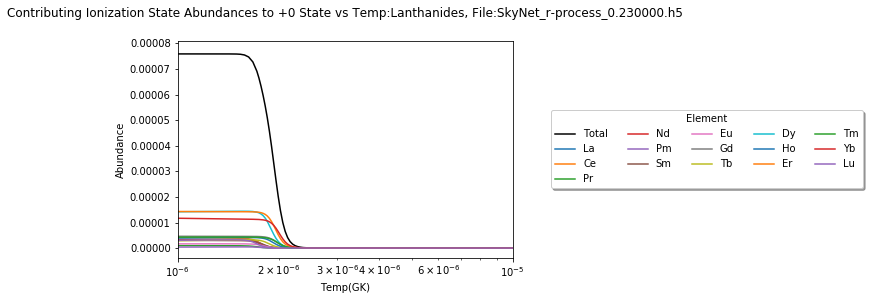 Contributing Ionization State Abundances to +0 State vs Temp:Lanthanides, File:SkyNet_r-process_0.230000.h5
0.00008
0.00007
0.00006
0.00005
0.00004
0.00003
0.00002
0.00001
0.00000
Abundance
10⁻⁶
2 × 10⁻⁶
3 × 10⁻⁶
4 × 10⁻⁶
6 × 10⁻⁶
10⁻⁵
Temp(GK)
Element
Total Nd Eu Dy Tm
La Pm Gd Ho Yb
Ce Sm Tb Er Lu
Pr